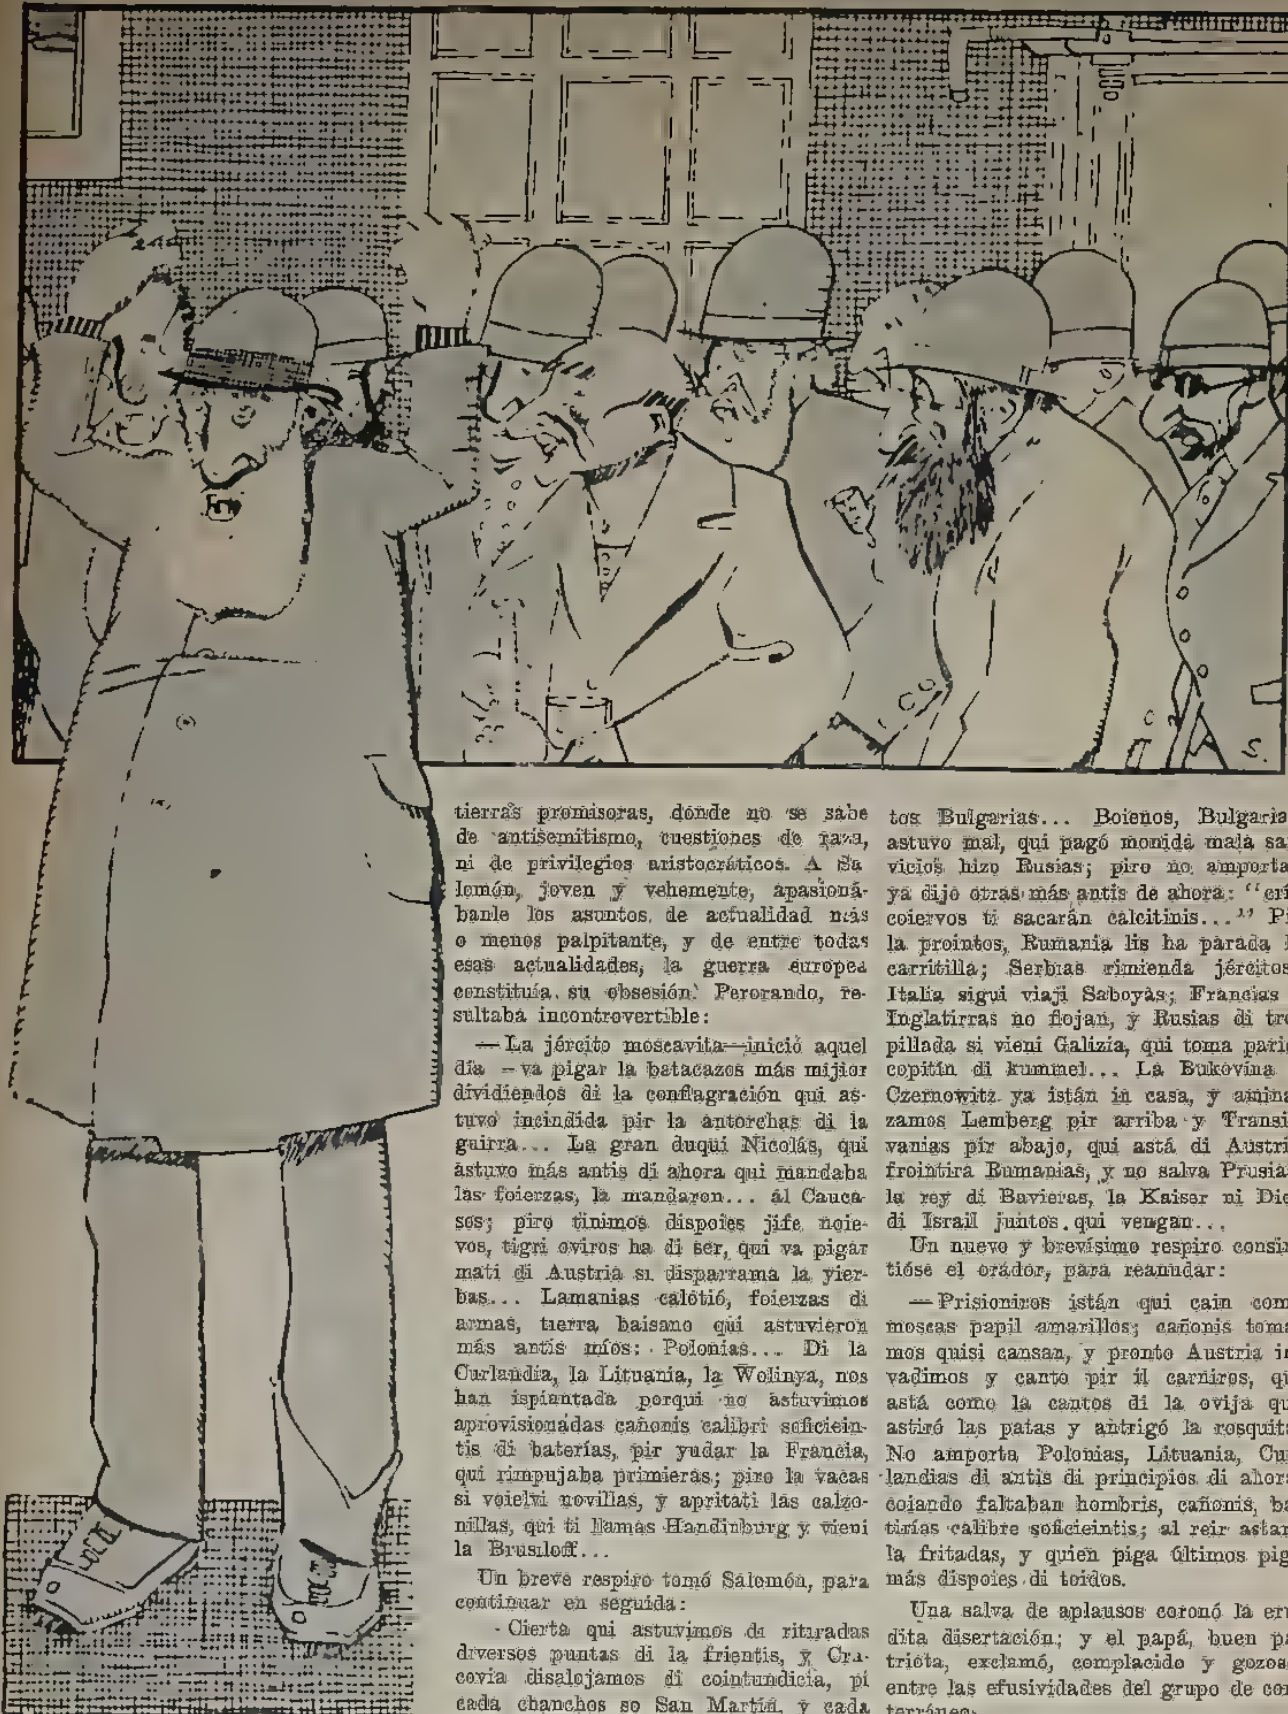 S.
tierras promisoras, donde no se sabe
de antisemitismo, cuestiones de raza,
ni de privilegios aristocráticos. A Sa
lomón, joven y vehemente, apasioná-
banle los asuntos de actualidad más
o menos palpitante, y de entre todas
esas actualidades, la guerra europea
constituía su obsesión. Perorando, re-
sultaba incontrovertible:
—La jército moscavita—inició aquel
día —va pigar la batacazos más mijior
dividiendos di la conflagración qui as-
tuvo incindida pir la antorchas di la
guirra... La gran duqui Nicolás, qui
astuvo más antis di ahora qui mandaba
las foierzas, la mandaron... al Cauca-
sos; piro tinimos dispoies jife noie-
vos, tigri oviros ha di ser, qui va pigar
mati di Austria si disparrama la yier-
bas... Lamanias calotió, foierzas di
armas, tierra baisano qui astuvieron
más antis míos: Polonias... Di la
Curlandia, la Lituania, la Wolinya, nos
han ispiantada porqui no astuvimos
aprovisionadas cañonis calibri soficiein-
tis di baterías, pir yudar la Francia,
qui rimpujaba primieras; piro la vacas
si voielvi novillas, y apritati las calzo-
nillas, qui ti llamas Handinburg y vieni
la Brusiloff...
Un breve respiro tomó Salomón, para
continuar en seguida:
- Cierta qui astuvimos di ritiradas
diversos puntas di la frientis, y Cra-
covia disalojamos di cointundicia, pi
cada chanchos so San Martín, y cada
tos Bulgarias... Boienos, Bulgaria
astuvo mal, qui pagó monida mala sa
vicios hizo Rusias; piro no amporta
ya dijo otras más antis de ahora: "crí
coiervos ti sacarán calcitinis..." Pi
la prointos, Rumania lis ha parada
carritilla; Serbias rimienda jércitos
Italia sigui viaji Saboyas; Francias
Inglatirras no flojan, y Rusias di tro
pillada si vieni Galizia, qui toma pari
copitín di kummel... La Bukovina
Czernowitz ya istán in casa, y amina
zamos Lemberg pir arriba y Transi
vanias pir abajo, qui astá di Austri
frointira Rumanias, y no salva Prusia
la rey di Bavieras, la Kaiser ni Dio
di Israil juntos qui vengan...
Un nuevo y brevísimo respiro consin
tióse el orador, para reanudar:
—Prisioniros istán qui cain com
moscas papil amarillos; cañonis toma
mos quisi cansan, y pronto Austria in
vadimos y canto pir il carniros, qu
astá como la cantos di la ovija qu
astiró las patas y antrigó la rosquit
No amporta Polonias, Lituania, Cu
landias di antis di principios di ahor
coiando faltaban hombris, cañonis, ba
tirías calibre soficieintis; al reir astar
la fritadas, y quien piga últimos pig
más dispoies di toidos.
Una salva de aplausos coronó la eru
dita disertación; y el papá, buen pa
triota, exclamó, complacido y gozos
entre las efusividades del grupo de con
terráneos